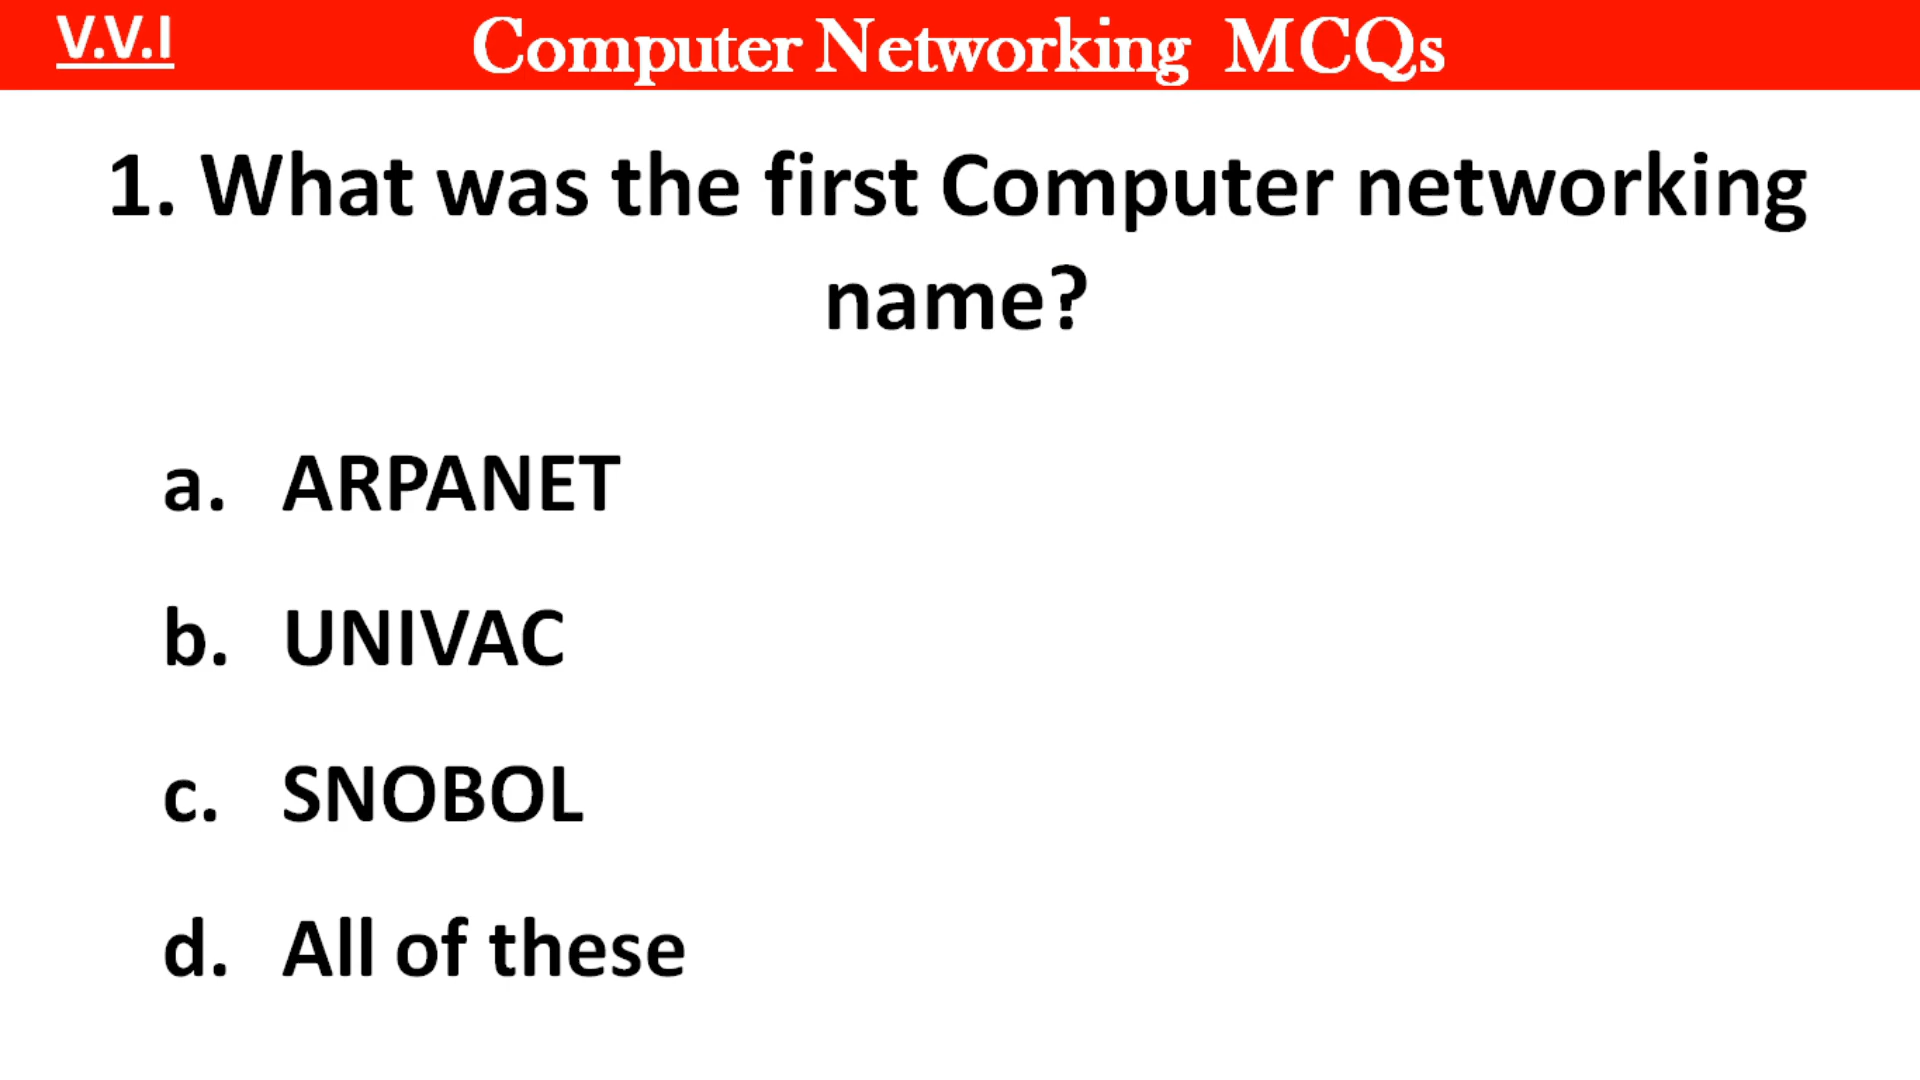 V.V.I
Computer Networking MCQs
1. What was the first Computer networking
name?
a. ARPANET
b. UNIVAC
c. SNOBOL
d. All of these